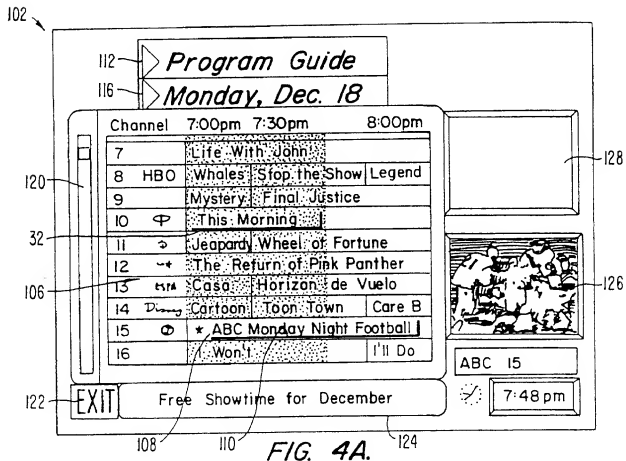 102
112 Program Guide
116 Monday, Dec. 18
Channel 7:00pm 7:30pm 8:00pm
7 Life With John
8 HBO Whales Stop the Show Legend
128
120
9 Mystery Final Justice
10 This Morning
32
11 Jeopardy Wheel of Fortune
12 The Return of Pink Panther
106
13 Casa Horizon de Vuelo
126
14 Disney Cartoon Toon Town Care B
15 ★ ABC Monday Night Football
16 I Won't I'll Do
ABC 15
122 EXIT Free Showtime for December
7:48pm
108 110 124
FIG. 4A.